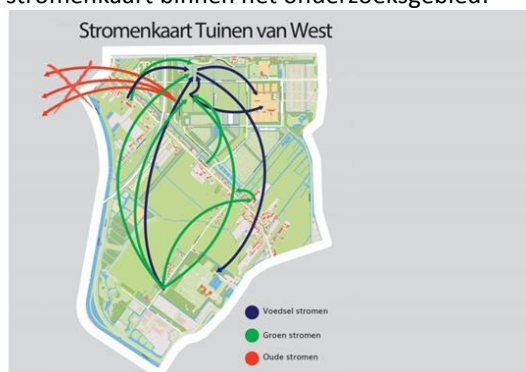 stromenkaart binnen het onderzoeksgebied.
Stromenkaart Tuinen van West
Voedsel stromen
Groen stromen
Oude stromen